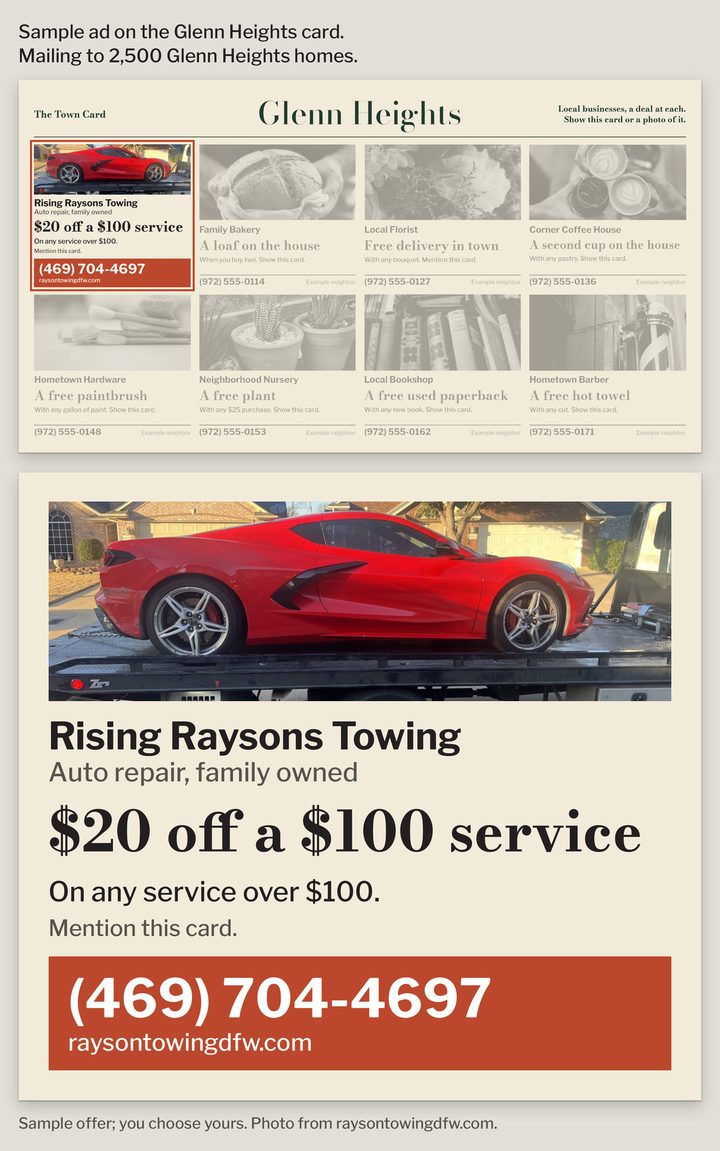 Sample ad on the Glenn Heights card.
Mailing to 2,500 Glenn Heights homes.
The Town Card
Glenn Heights
Local businesses, a deal at each.
Show this card or a photo of it.
Rising Raysons Towing
Auto repair, family owned
$20 off a $100 service
On any service over $100.
Mention this card.
(469) 704-4697
raysontowingdfw.com
Family Bakery
A loaf on the house
When you buy two. Show this card.
(972) 555-0114
Example neighbor
Local Florist
Free delivery in town
With any bouquet. Mention this card.
(972) 555-0127
Example neighbor
Corner Coffee House
A second cup on the house
With any pastry. Show this card.
(972) 555-0136
Example neighbor
Hometown Hardware
A free paintbrush
With any gallon of paint. Show this card.
(972) 555-0148
Example neighbor
Neighborhood Nursery
A free plant
With any $25 purchase. Show this card.
(972) 555-0153
Example neighbor
Local Bookshop
A free used paperback
With any new book. Show this card.
(972) 555-0162
Example neighbor
Hometown Barber
A free hot towel
With any cut. Show this card.
(972) 555-0171
Example neighbor
Rising Raysons Towing
Auto repair, family owned
$20 off a $100 service
On any service over $100.
Mention this card.
(469) 704-4697
raysontowingdfw.com
Sample offer; you choose yours. Photo from raysontowingdfw.com.